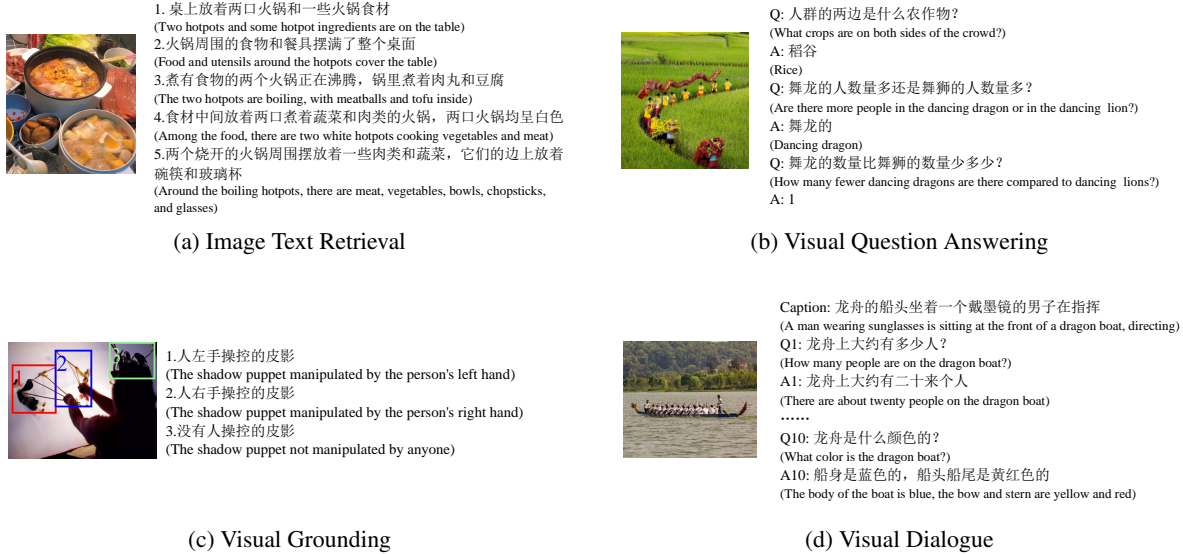 1. 桌上放着两口火锅和一些火锅食材
(Two hotpots and some hotpot ingredients are on the table)
2.火锅周围的食物和餐具摆满了整个桌面
(Food and utensils around the hotpots cover the table)
3.煮有食物的两个火锅正在沸腾，锅里煮着肉丸和豆腐
(The two hotpots are boiling, with meatballs and tofu inside)
4.食材中间放着两口煮着蔬菜和肉类的火锅，两口火锅均呈白色
(Among the food, there are two white hotpots cooking vegetables and meat)
5.两个烧开的火锅周围摆放着一些肉类和蔬菜，它们的边上放着
碗筷和玻璃杯
(Around the boiling hotpots, there are meat, vegetables, bowls, chopsticks,
and glasses)
(a) Image Text Retrieval
Q: 人群的两边是什么农作物？
(What crops are on both sides of the crowd?)
A: 稻谷
(Rice)
Q: 舞龙的人数量多还是舞狮的人数量多？
(Are there more people in the dancing dragon or in the dancing lion?)
A: 舞龙的
(Dancing dragon)
Q: 舞龙的数量比舞狮的数量少多少？
(How many fewer dancing dragons are there compared to dancing lions?)
A: 1
(b) Visual Question Answering
1
2
3
1.人左手操控的皮影
(The shadow puppet manipulated by the person's left hand)
2.人右手操控的皮影
(The shadow puppet manipulated by the person's right hand)
3.没有人操控的皮影
(The shadow puppet not manipulated by anyone)
(c) Visual Grounding
Caption: 龙舟的船头坐着一个戴墨镜的男子在指挥
(A man wearing sunglasses is sitting at the front of a dragon boat, directing)
Q1: 龙舟上大约有多少人？
(How many people are on the dragon boat?)
A1: 龙舟上大约有二十来个人
(There are about twenty people on the dragon boat)
……
Q10: 龙舟是什么颜色的？
(What color is the dragon boat?)
A10: 船身是蓝色的，船头船尾是黄红色的
(The body of the boat is blue, the bow and stern are yellow and red)
(d) Visual Dialogue